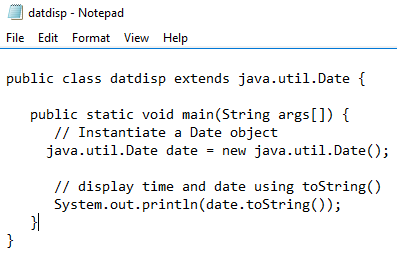 datdisp - Notepad
File Edit Format View Help
public class datdisp extends java.util.Date {
public static void main(String args[]) {
// Instantiate a Date object
java.util.Date date = new java.util.Date();
// display time and date using toString()
System.out.println(date.toString());
}
}